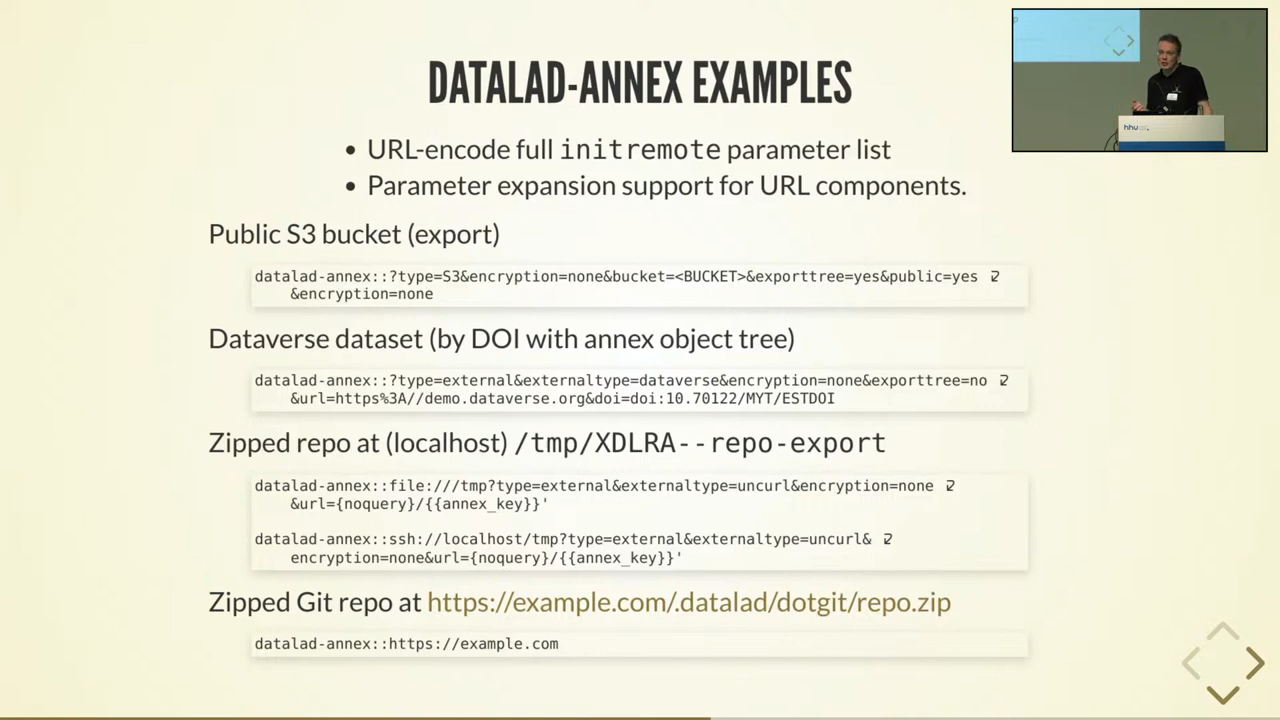 DATALAD-ANNEX EXAMPLES
hhu
• URL-encode full initremote parameter list
• Parameter expansion support for URL components.
Public S3 bucket (export)
datalad-annex::?type=S3&encryption=none&bucket=<BUCKET>&exporttree=yes&public=yes
&encryption=none
Dataverse dataset (by DOI with annex object tree)
datalad-annex::?type=external&externaltype=dataverse&encryption=none&exporttree=no
&url=https%3A//demo.dataverse.org&doi=doi:10.70122/MYT/ESTDOI
Zipped repo at (localhost) /tmp/XDLRA--repo-export
datalad-annex::file:///tmp?type=external&externaltype=uncurl&encryption=none
&url={noquery}/{{annex_key}}'
datalad-annex::ssh://localhost/tmp?type=external&externaltype=uncurl&
encryption=none&url={noquery}/{{annex_key}}'
Zipped Git repo at https://example.com/.datalad/dotgit/repo.zip
datalad-annex::https://example.com